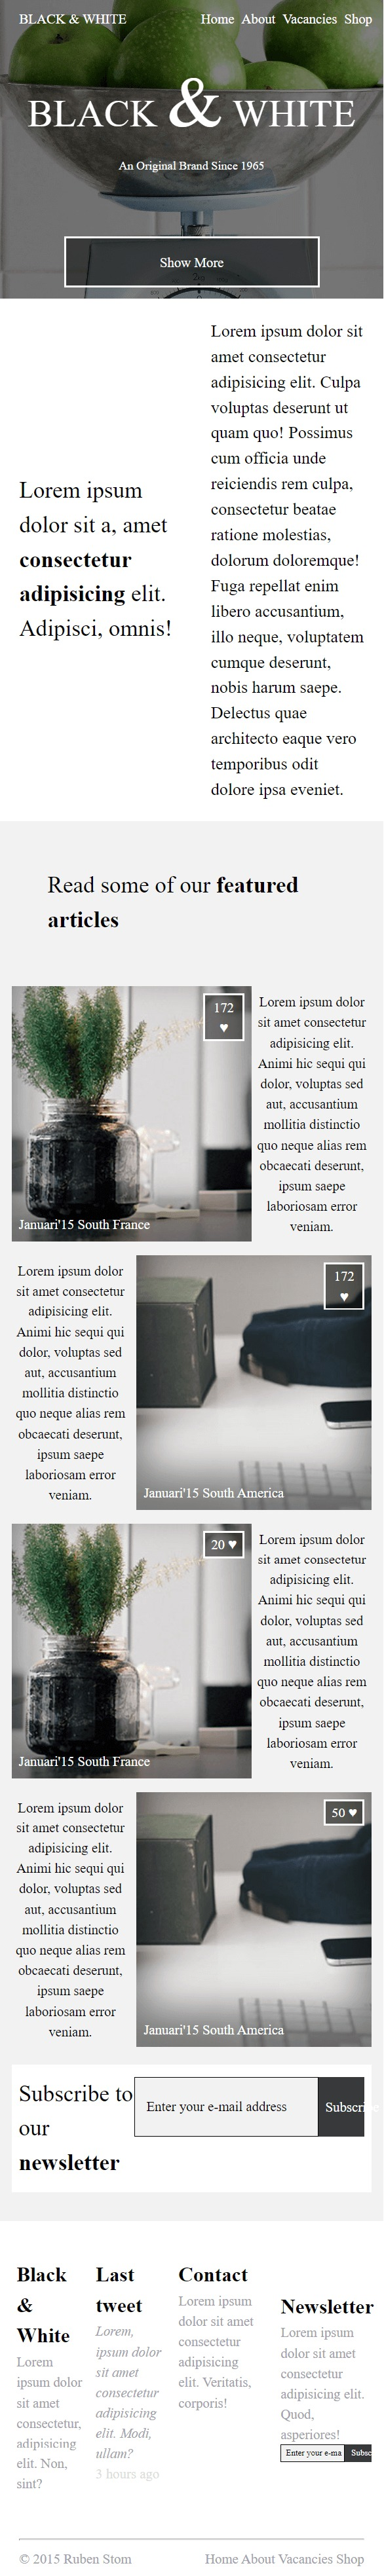 BLACK & WHITE
Home About Vacancies Shop
BLACK & WHITE
An Original Brand Since 1965
Show More
Lorem ipsum
dolor sit a, amet
consectetur
adipisicing elit.
Adipisci, omnis!
Lorem ipsum dolor sit
amet consectetur
adipisicing elit. Culpa
voluptas deserunt ut
quam quo! Possimus
cum officia unde
reiciendis rem culpa,
consectetur beatae
ratione molestias,
dolorum doloremque!
Fuga repellat enim
libero accusantium,
illo neque, voluptatem
cumque deserunt,
nobis harum saepe.
Delectus quae
architecto eaque vero
temporibus odit
dolore ipsa eveniet.
Read some of our featured
articles
172
♥
Januari'15 South France
Lorem ipsum dolor
sit amet consectetur
adipisicing elit.
Animi hic sequi qui
dolor, voluptas sed
aut, accusantium
mollitia distinctio
quo neque alias rem
obcaecati deserunt,
ipsum saepe
laboriosam error
veniam.
Lorem ipsum dolor
sit amet consectetur
adipisicing elit.
Animi hic sequi qui
dolor, voluptas sed
aut, accusantium
mollitia distinctio
quo neque alias rem
obcaecati deserunt,
ipsum saepe
laboriosam error
veniam.
172
♥
Januari'15 South America
20 ♥
Januari'15 South France
Lorem ipsum dolor
sit amet consectetur
adipisicing elit.
Animi hic sequi qui
dolor, voluptas sed
aut, accusantium
mollitia distinctio
quo neque alias rem
obcaecati deserunt,
ipsum saepe
laboriosam error
veniam.
Lorem ipsum dolor
sit amet consectetur
adipisicing elit.
Animi hic sequi qui
dolor, voluptas sed
aut, accusantium
mollitia distinctio
quo neque alias rem
obcaecati deserunt,
ipsum saepe
laboriosam error
veniam.
50 ♥
Januari'15 South America
Subscribe to
our
newsletter
Enter your e-mail address
Subscribe
Black
&
White
Lorem
ipsum dolor
sit amet
consectetur,
adipisicing
elit. Non,
sint?
Last
tweet
Lorem,
ipsum dolor
sit amet
consectetur
adipisicing
elit. Modi,
ullam?
3 hours ago
Contact
Lorem ipsum
dolor sit amet
consectetur
adipisicing
elit. Veritatis,
corporis!
Newsletter
Lorem ipsum
dolor sit amet
consectetur
adipisicing elit.
Quod,
asperiores!
Enter your e-ma
Subsc
© 2015 Ruben Stom
Home About Vacancies Shop